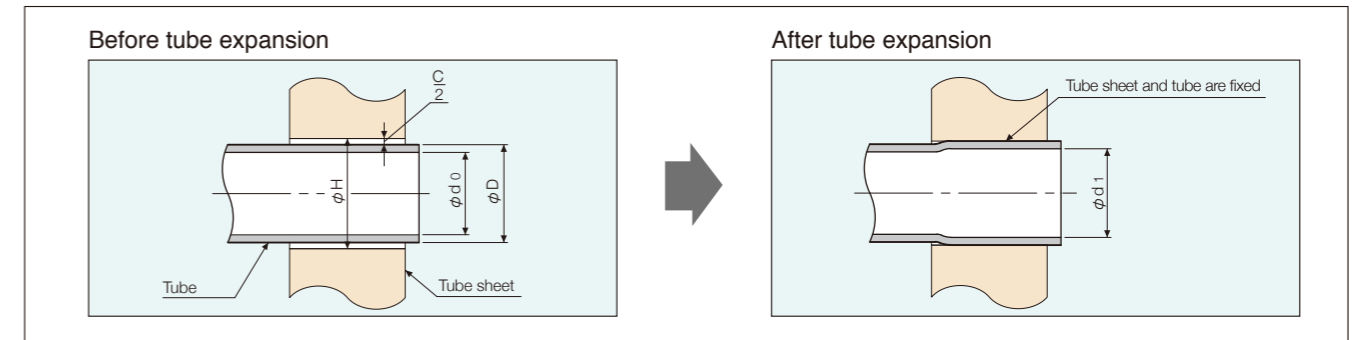 Before tube expansion
C
2
φH
φd0
φD
Tube
Tube sheet
After tube expansion
Tube sheet and tube are fixed
φd1